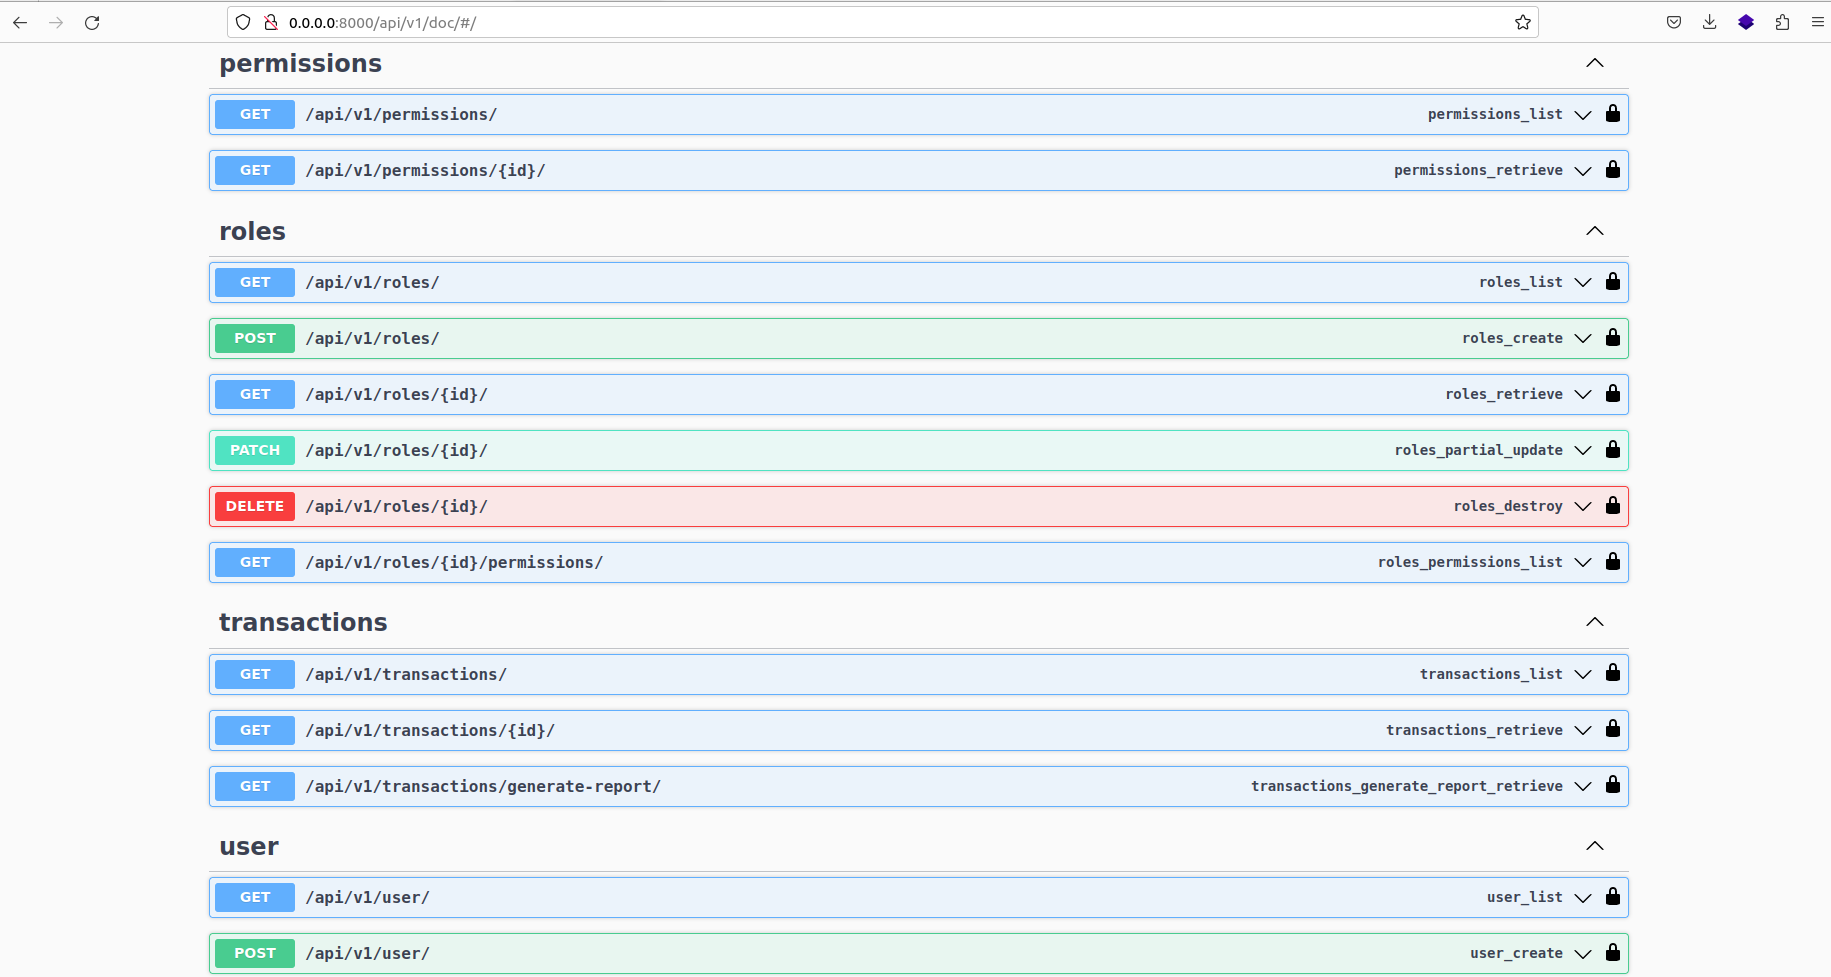 0.0.0.0:8000/api/v1/doc/#/
permissions
GET /api/v1/permissions/ permissions_list
GET /api/v1/permissions/{id}/ permissions_retrieve
roles
GET /api/v1/roles/ roles_list
POST /api/v1/roles/ roles_create
GET /api/v1/roles/{id}/ roles_retrieve
PATCH /api/v1/roles/{id}/ roles_partial_update
DELETE /api/v1/roles/{id}/ roles_destroy
GET /api/v1/roles/{id}/permissions/ roles_permissions_list
transactions
GET /api/v1/transactions/ transactions_list
GET /api/v1/transactions/{id}/ transactions_retrieve
GET /api/v1/transactions/generate-report/ transactions_generate_report_retrieve
user
GET /api/v1/user/ user_list
POST /api/v1/user/ user_create